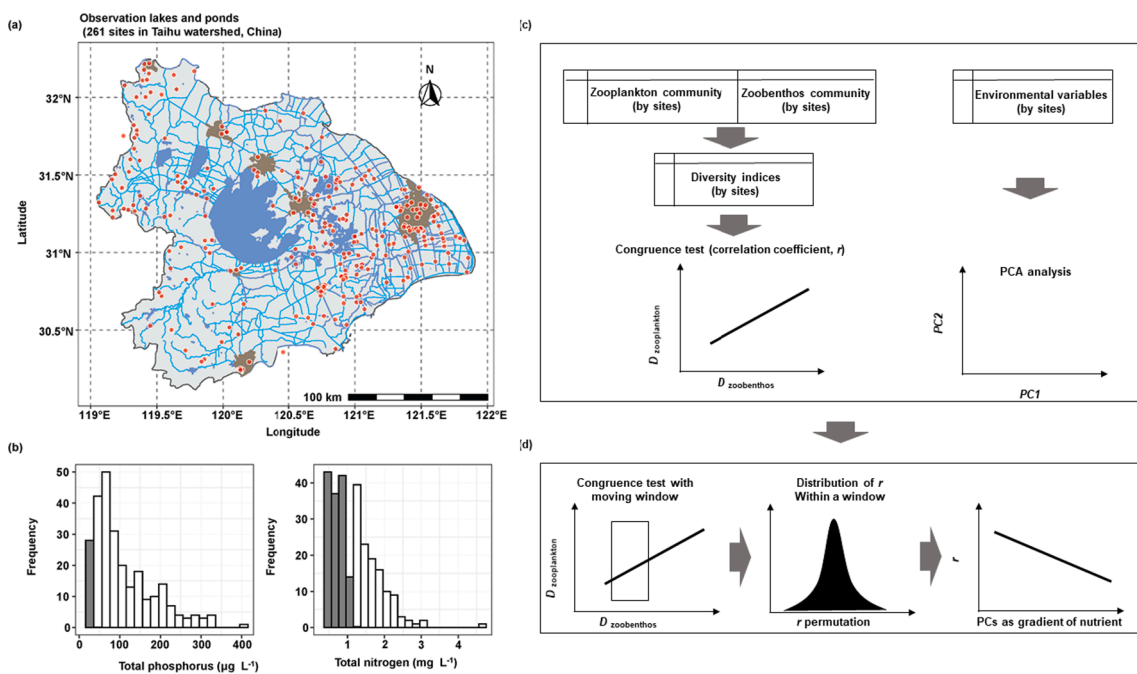 (a)
Observation lakes and ponds
(261 sites in Taihu watershed, China)
N
32°N
31.5°N
31°N
30.5°N
Latitude
100 km
119°E 119.5°E 120°E 120.5°E 121°E 121.5°E 122°E
Longitude
(b)
50
40
30
20
10
0
Frequency
0 100 200 300 400
Total phosphorus (µg L-1)
40
30
20
10
0
Frequency
1 2 3 4
Total nitrogen (mg L-1)
(c)
Zooplankton community
(by sites)
Zoobenthos community
(by sites)
Environmental variables
(by sites)
Diversity indices
(by sites)
Congruence test (correlation coefficient, r)
D zooplankton
D zoobenthos
PCA analysis
PC2
PC1
(d)
Congruence test with
moving window
D zooplankton
D zoobenthos
Distribution of r
Within a window
r permutation
r
PCs as gradient of nutrient